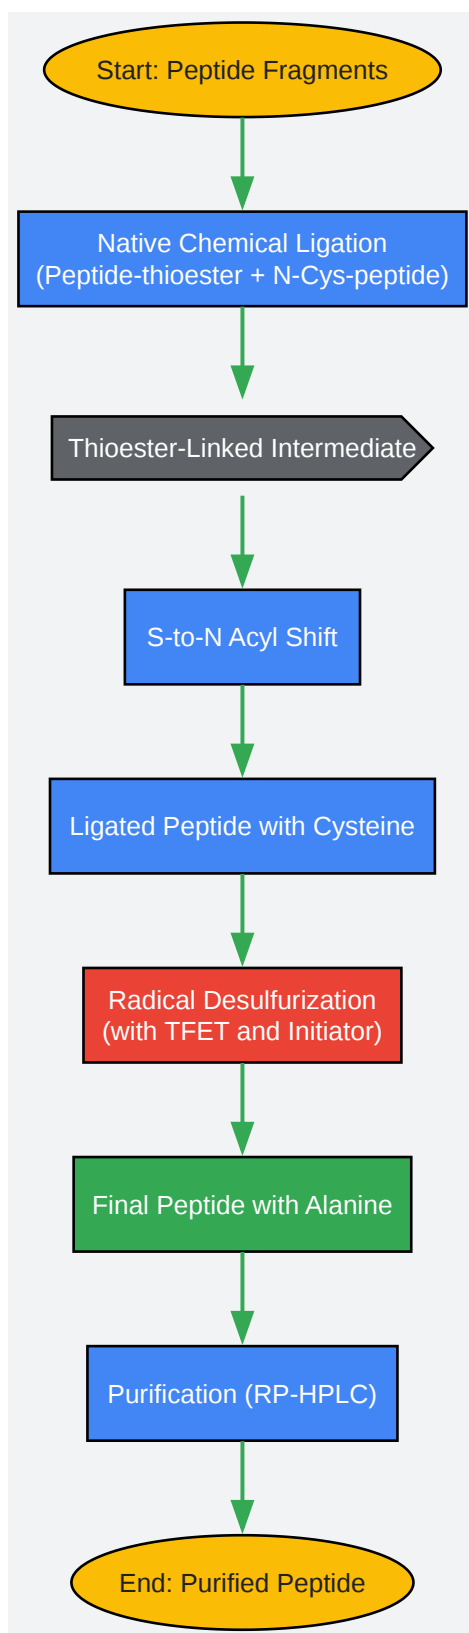 Start: Peptide Fragments
Native Chemical Ligation
(Peptide-thioester + N-Cys-peptide)
Thioester-Linked Intermediate
S-to-N Acyl Shift
Ligated Peptide with Cysteine
Radical Desulfurization
(with TFET and Initiator)
Final Peptide with Alanine
Purification (RP-HPLC)
End: Purified Peptide